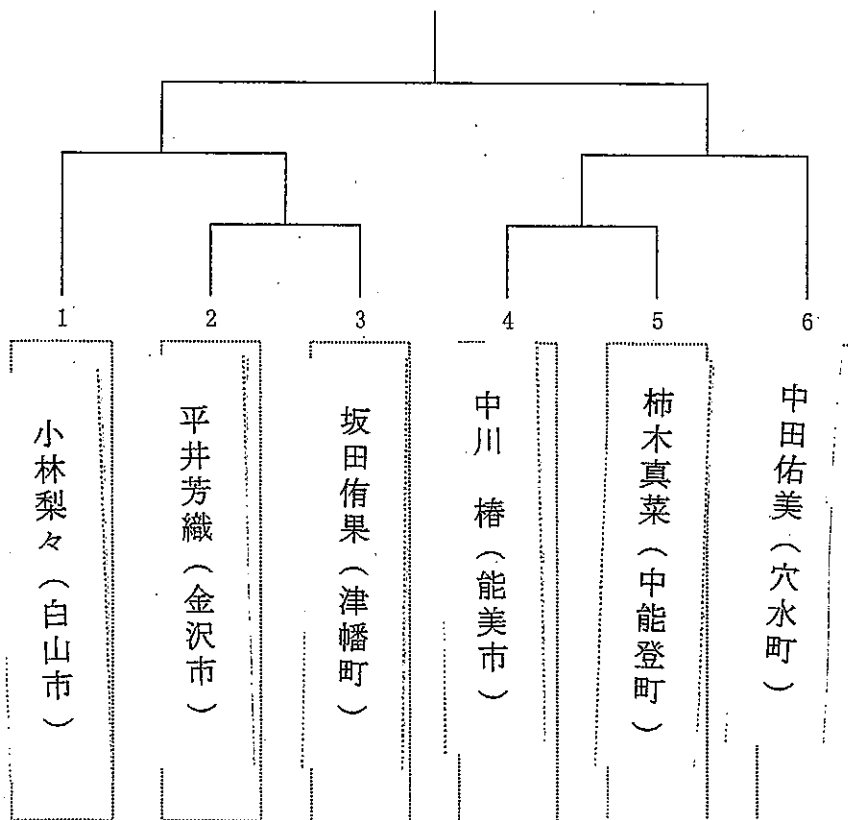 1
2
3
4
5
6
小林梨々（白山市）
平井芳織（金沢市）
坂田侑果（津幡町）
中川　椿（能美市）
柿木真菜（中能登町）
中田佑美（穴水町）